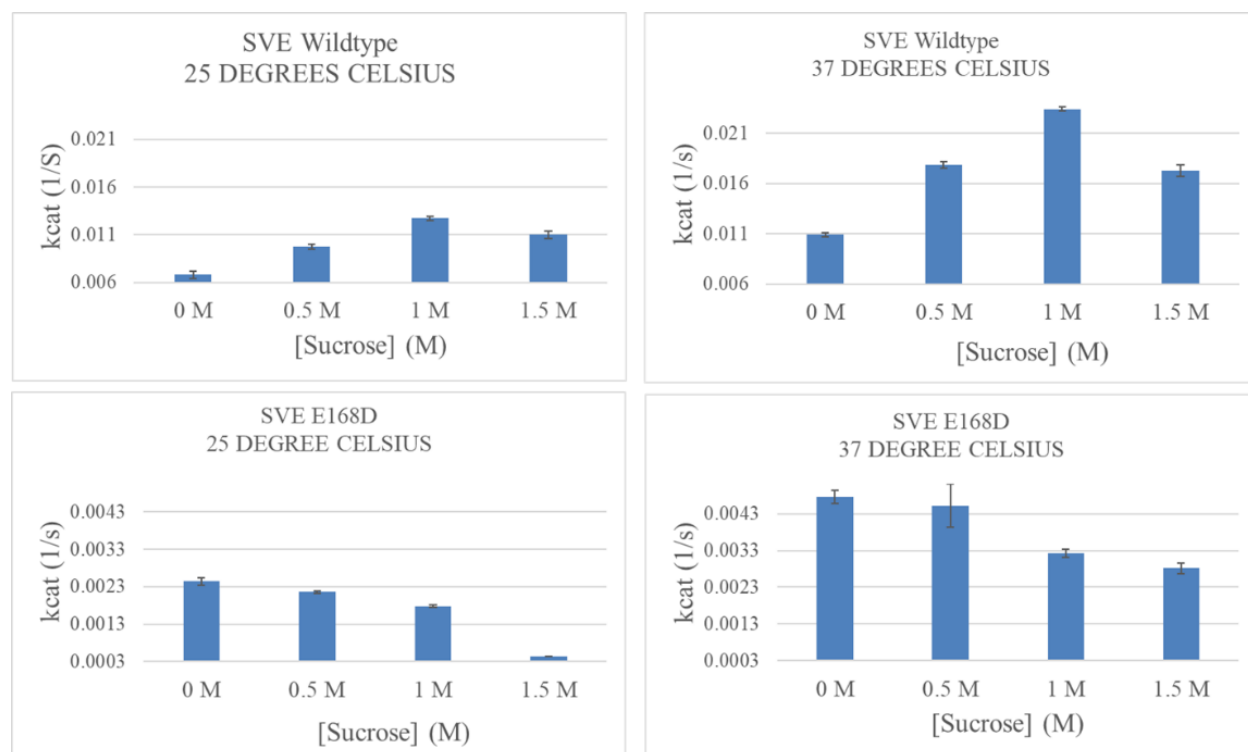 SVE Wildtype
25 DEGREES CELSIUS
kcat (1/S)
0.021
0.016
0.011
0.006
0 M 0.5 M 1 M 1.5 M
[Sucrose] (M)
SVE Wildtype
37 DEGREES CELSIUS
kcat (1/s)
0.021
0.016
0.011
0.006
0 M 0.5 M 1 M 1.5 M
[Sucrose] (M)
SVE E168D
25 DEGREE CELSIUS
kcat (1/s)
0.0043
0.0033
0.0023
0.0013
0.0003
0 M 0.5 M 1 M 1.5 M
[Sucrose] (M)
SVE E168D
37 DEGREE CELSIUS
kcat (1/s)
0.0043
0.0033
0.0023
0.0013
0.0003
0 M 0.5 M 1 M 1.5 M
[Sucrose] (M)